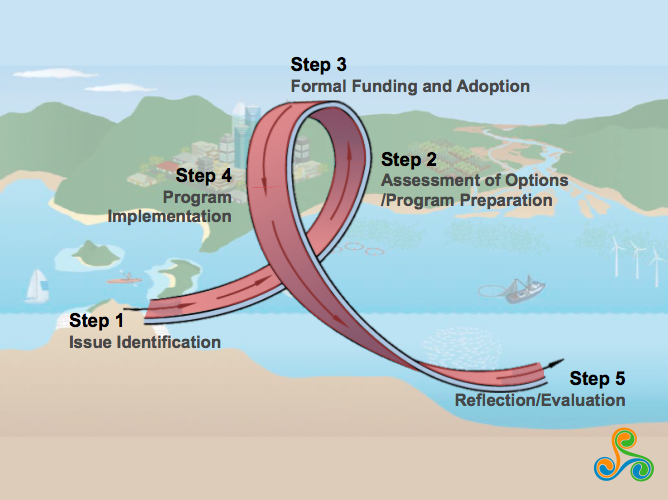 Step 3
Formal Funding and Adoption
Step 2
Assessment of Options
/Program Preparation
Step 4
Program
Implementation
Step 1
Issue Identification
Step 5
Reflection/Evaluation